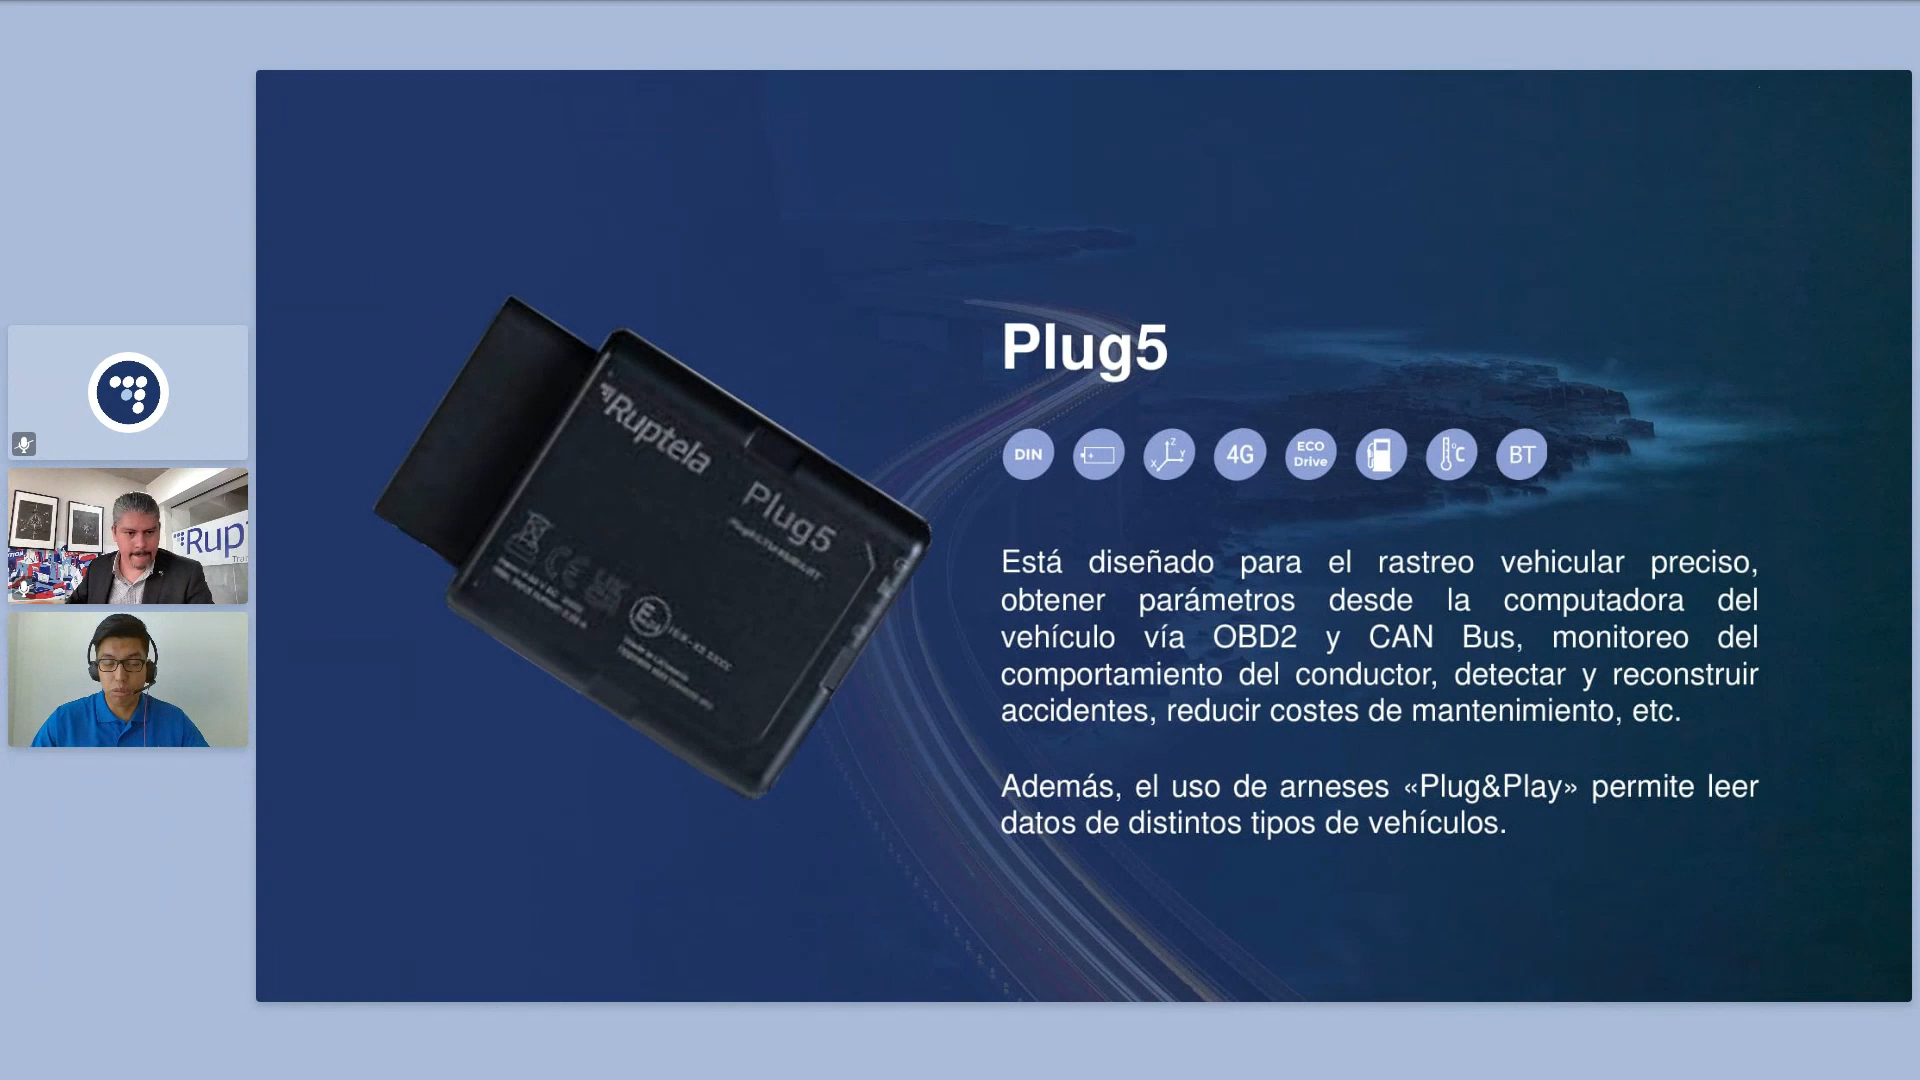 Rup
Tra
Ruptela
Plug5
Plug5
DIN
4G
ECO
Drive
°C
BT
Z
X
Y
Está diseñado para el rastreo vehicular preciso,
obtener parámetros desde la computadora del
vehículo vía OBD2 y CAN Bus, monitoreo del
comportamiento del conductor, detectar y reconstruir
accidentes, reducir costes de mantenimiento, etc.
Además, el uso de arneses «Plug&Play» permite leer
datos de distintos tipos de vehículos.